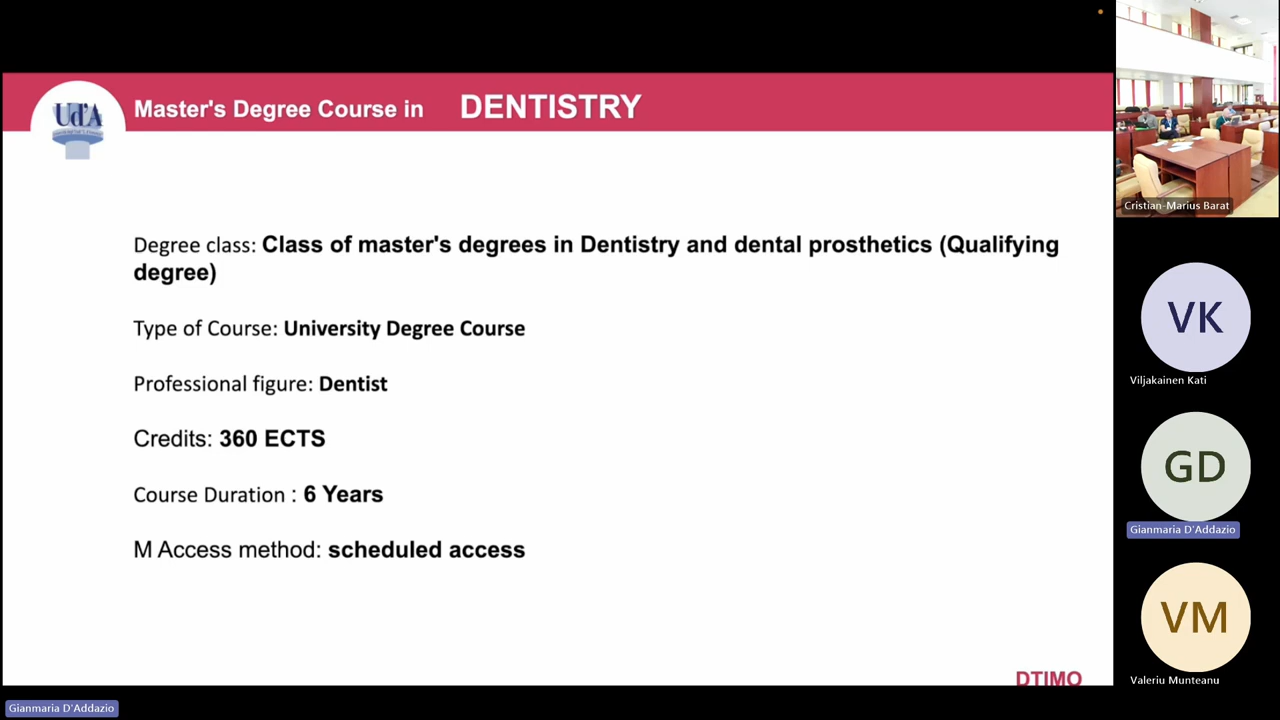 Ud'A
Master's Degree Course in DENTISTRY
Degree class: Class of master's degrees in Dentistry and dental prosthetics (Qualifying
degree)
Type of Course: University Degree Course
Professional figure: Dentist
Credits: 360 ECTS
Course Duration : 6 Years
M Access method: scheduled access
DTIMO
Gianmaria D'Addazio
Cristian-Marius Barat
VK
Viljakainen Kati
GD
Gianmaria D'Addazio
VM
Valeriu Munteanu